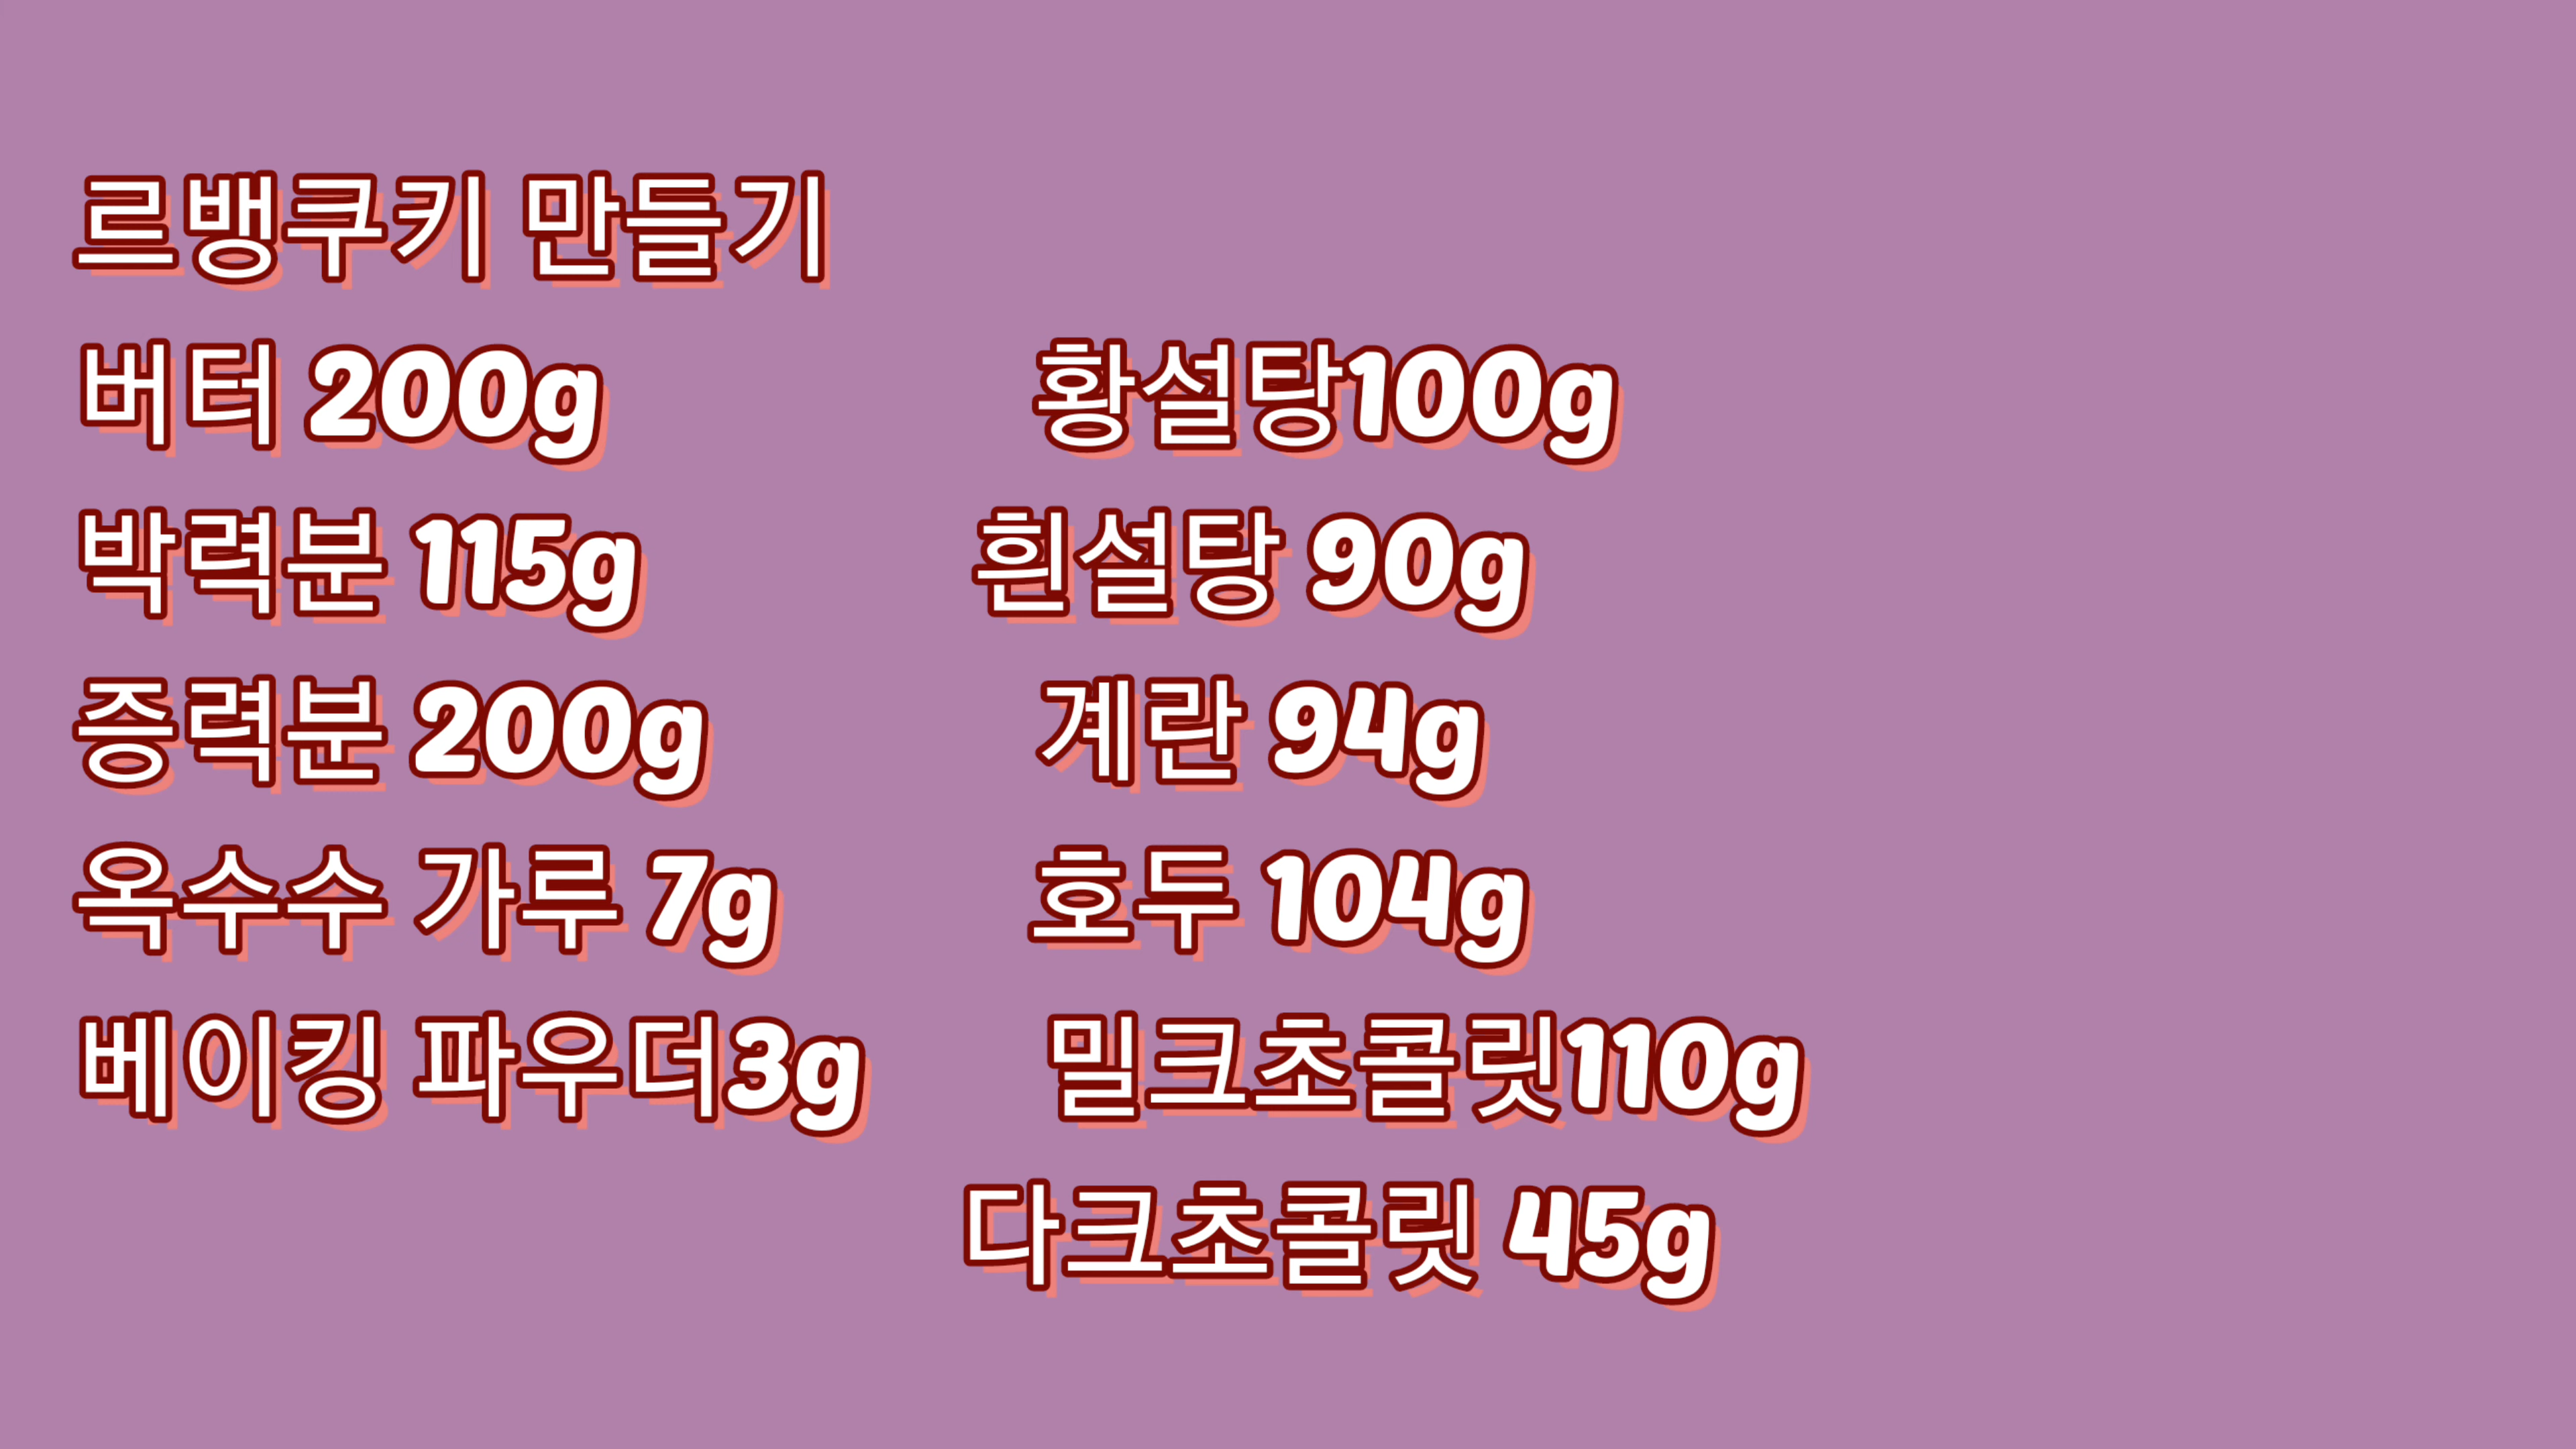 르뱅쿠키 만들기
버터 200g 황설탕100g
박력분 115g 흰설탕 90g
증력분 200g 계란 94g
옥수수 가루 7g 호두 104g
베이킹 파우더3g 밀크초콜릿110g
다크초콜릿 45g